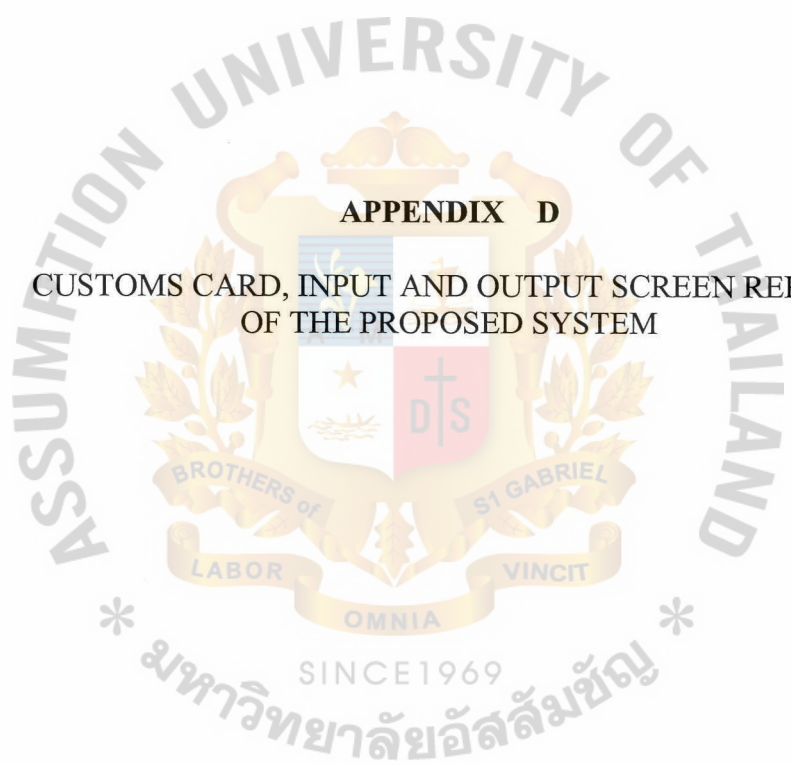 UNIVERSITY OF
ASSUMPTION
THAILAND
APPENDIX D
CUSTOMS CARD, INPUT AND OUTPUT SCREEN
OF THE PROPOSED SYSTEM
A M
D S
BROTHERS of
S1 GABRIEL
LABOR
VINCIT
OMNIA
* *
SINCE1969
มหาวิทยาลัยอัสสัมชัญ